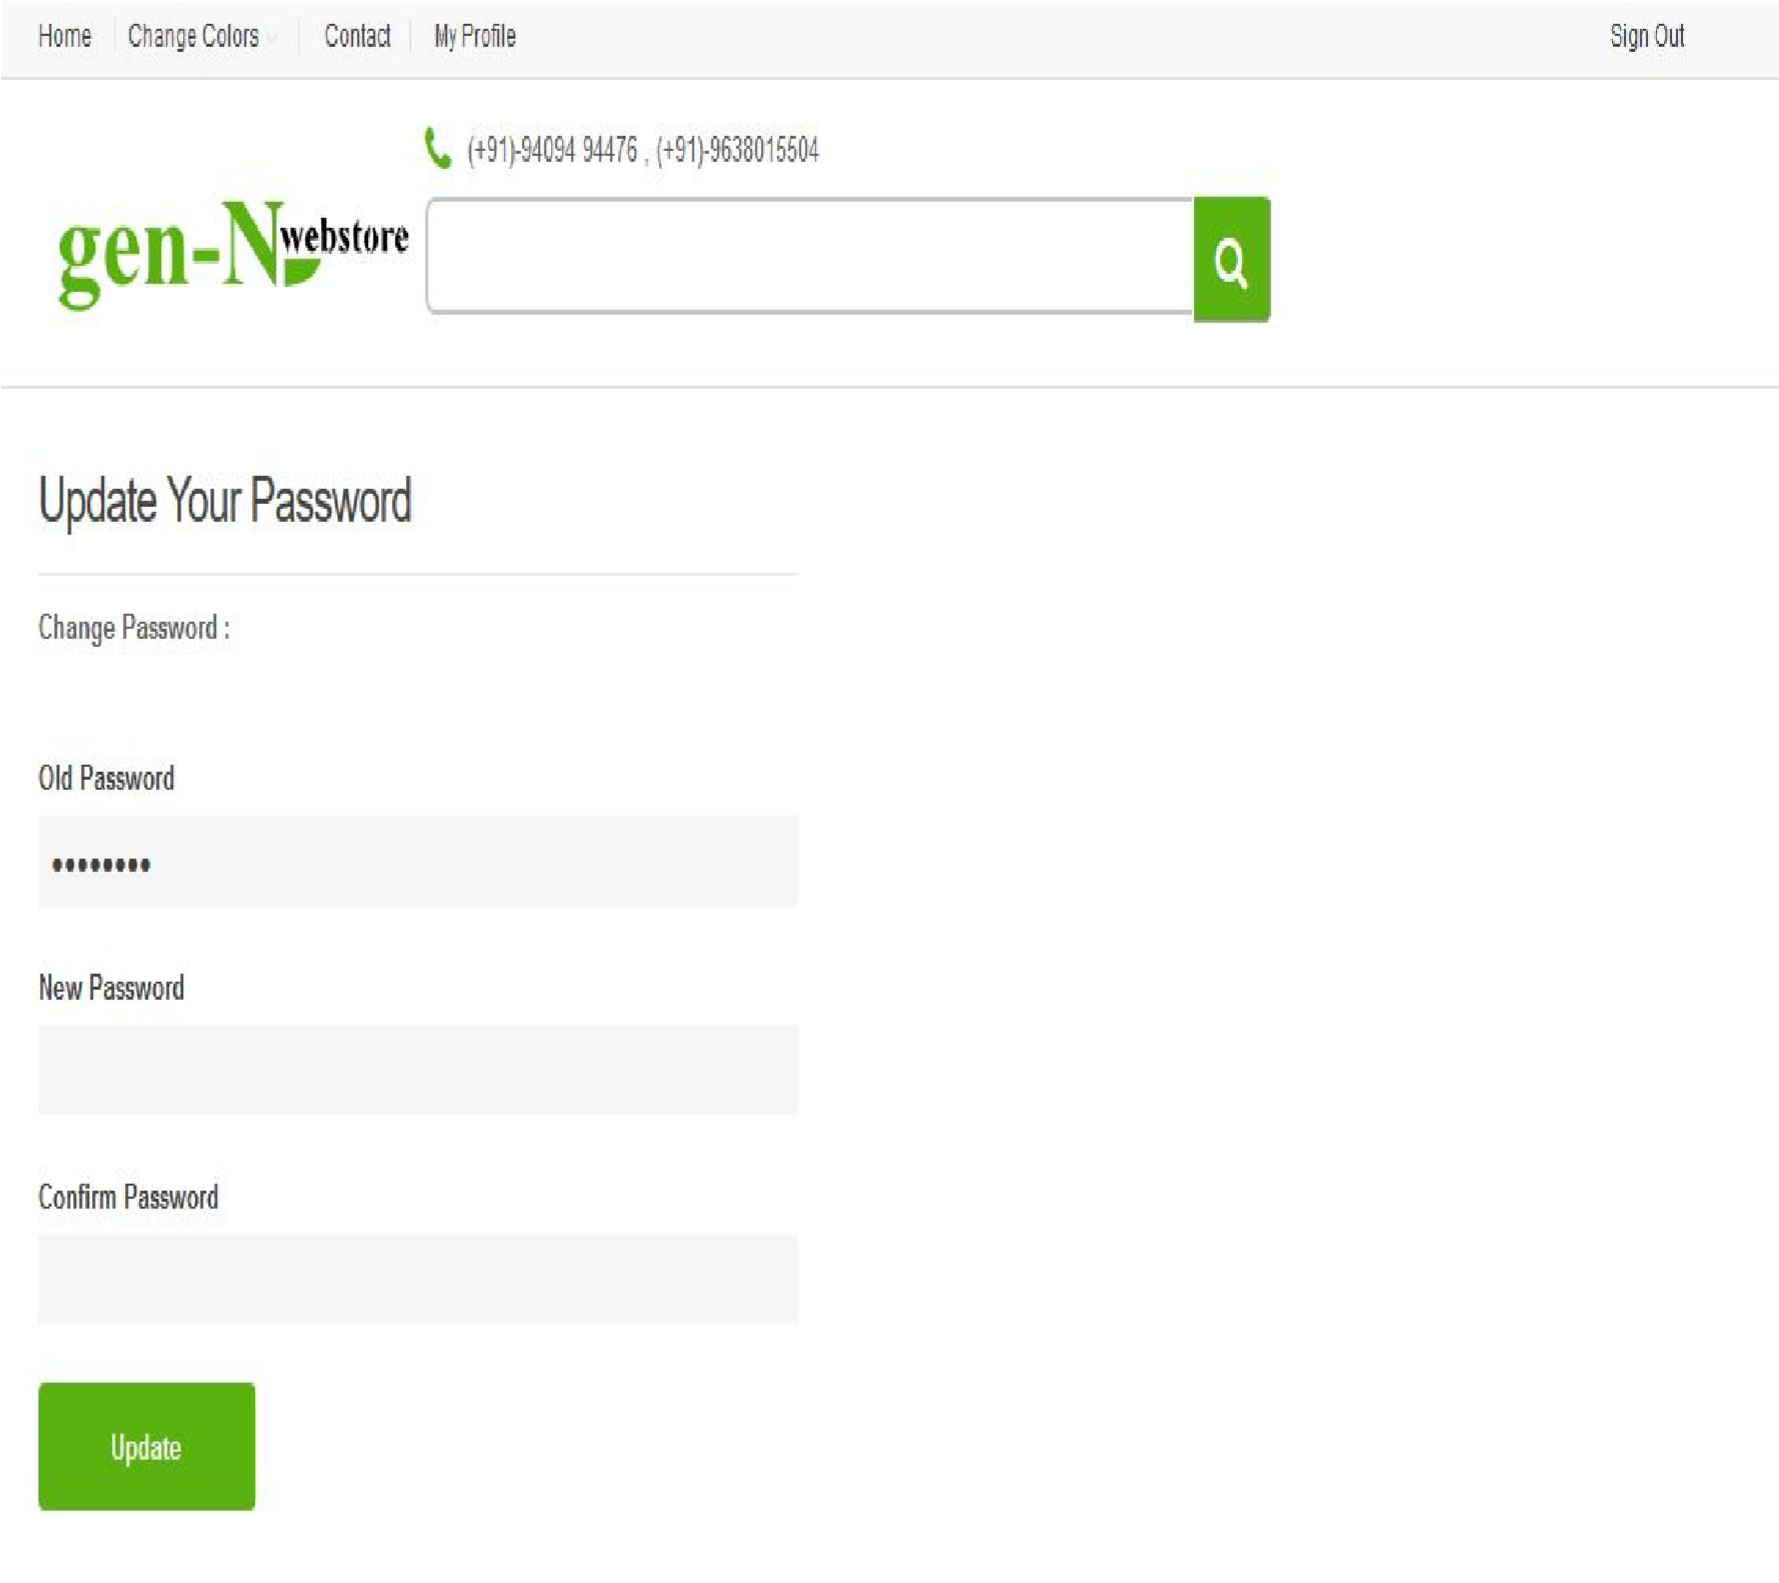 Home Change Colors Contact My Profile Sign Out
(+91)-94094 94476 , (+91)-9638015504
gen-N webstore
Update Your Password
Change Password :
Old Password
••••••••
New Password
Confirm Password
Update